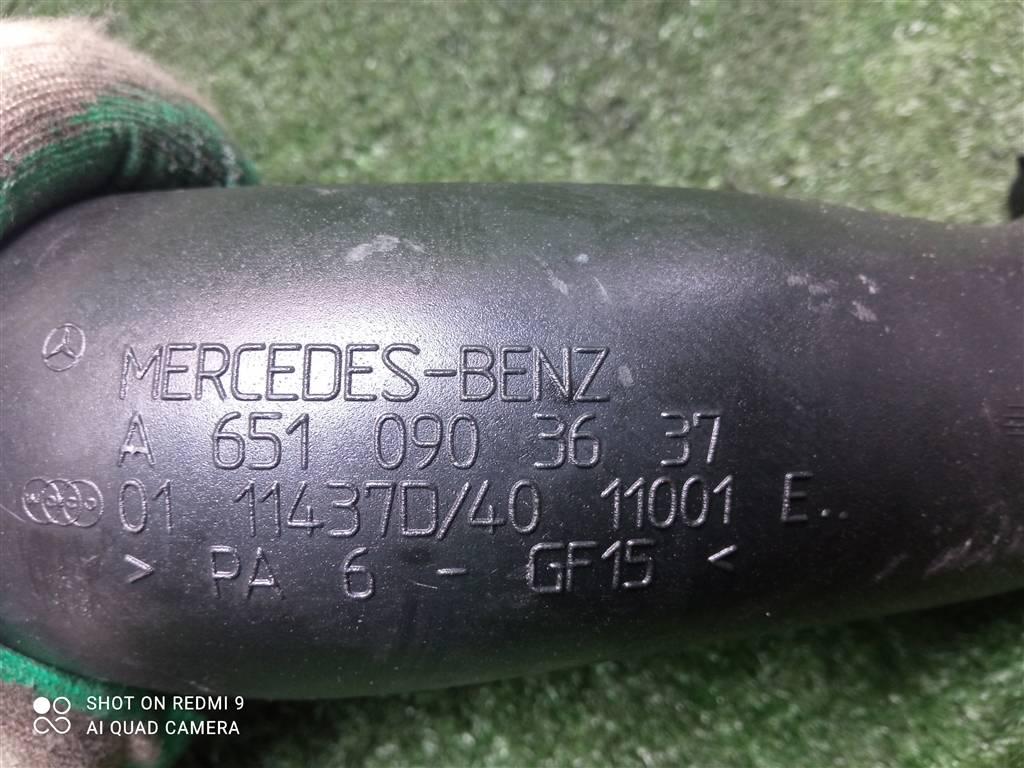 MERCEDES-BENZ
A 651 090 36 37
01 11437D/40 11001 E..
> PA 6 - GF15 <
SHOT ON REDMI 9
AI QUAD CAMERA